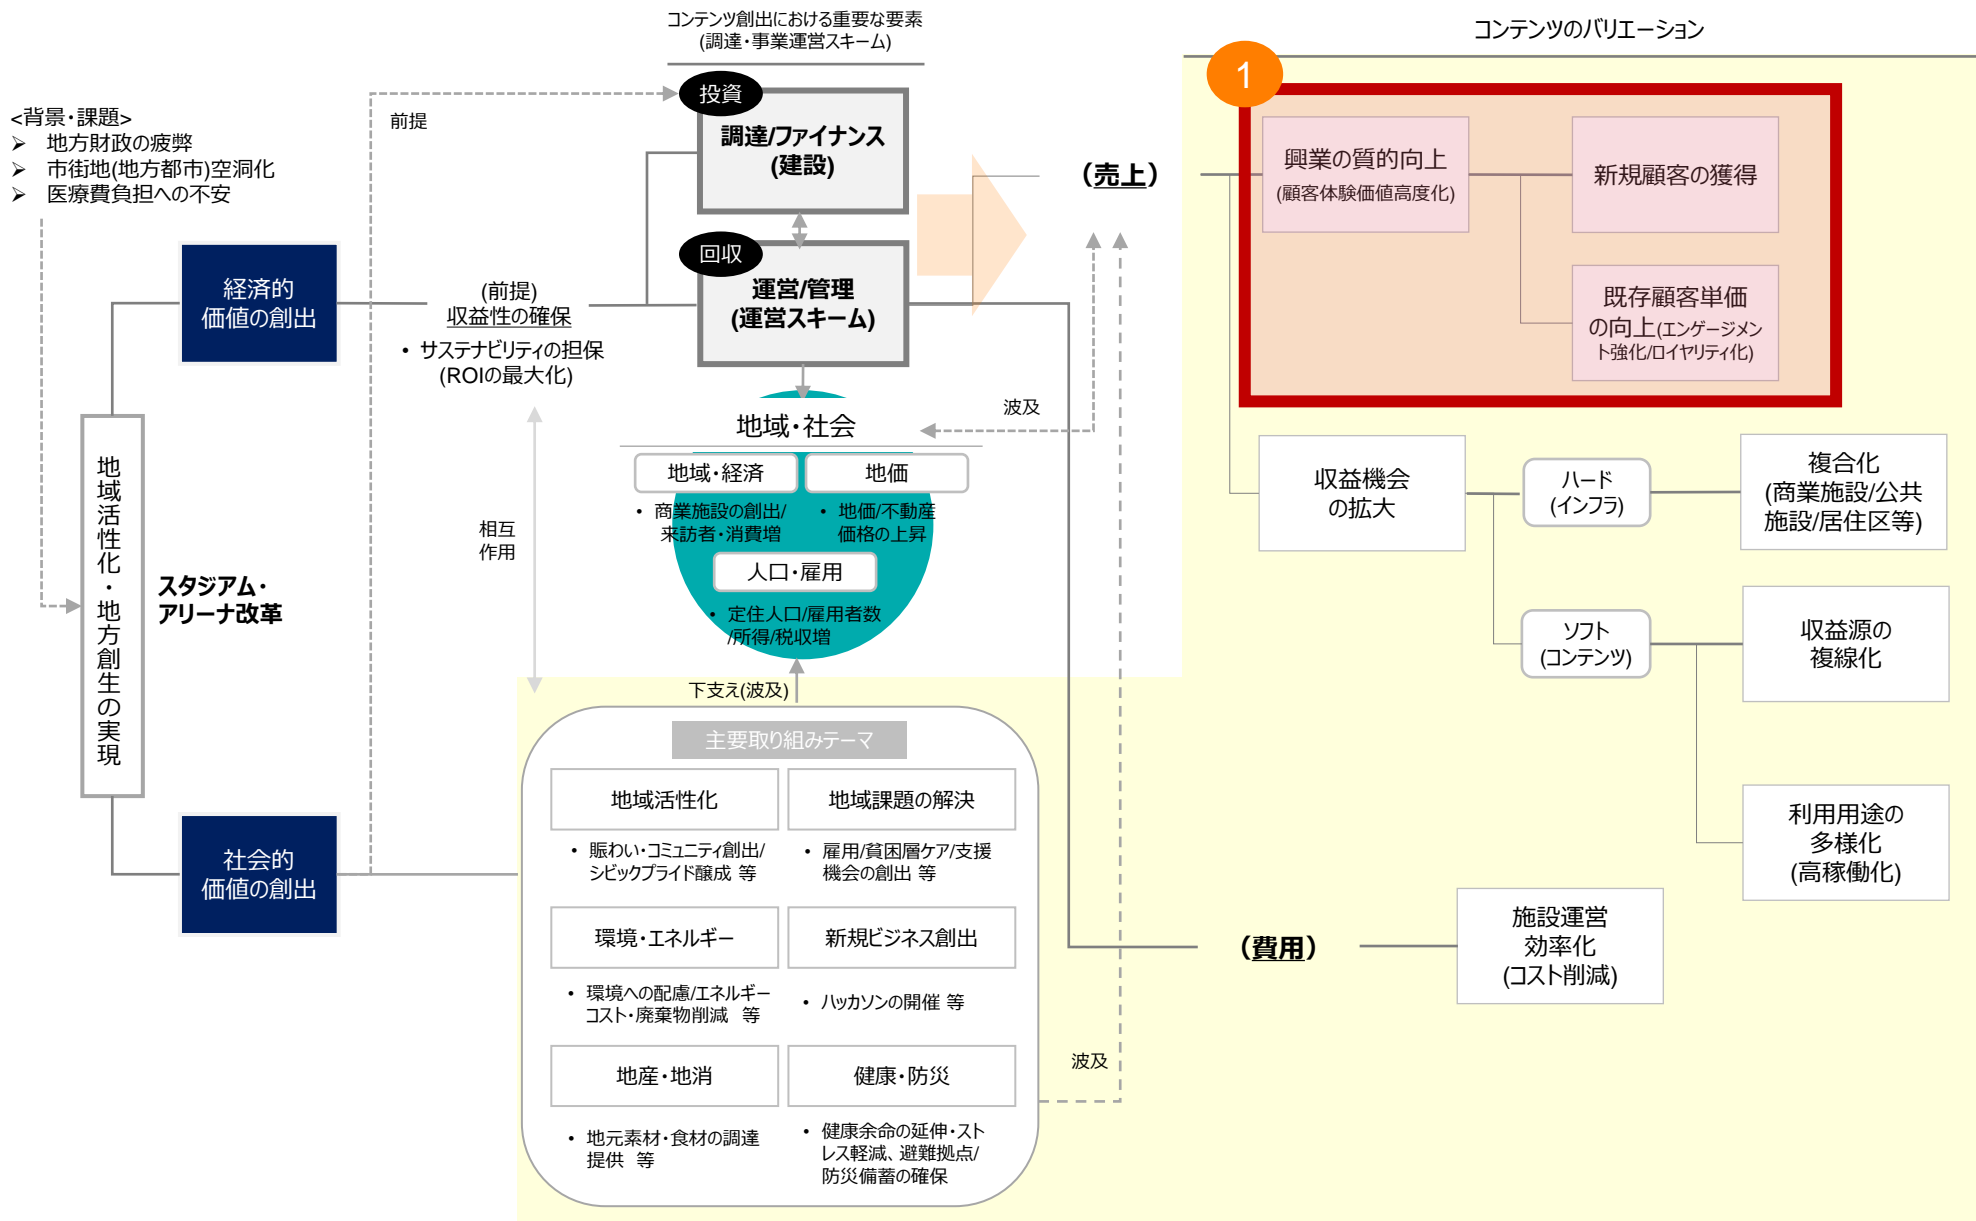 コンテンツ創出における重要な要素
(調達・事業運営スキーム)
コンテンツのバリエーション
<背景・課題>
➢ 地方財政の疲弊
➢ 市街地(地方都市)空洞化
➢ 医療費負担への不安
前提
投資
調達/ファイナンス
(建設)
回収
運営/管理
(運営スキーム)
(売上)
1
興業の質的向上
(顧客体験価値高度化)
新規顧客の獲得
既存顧客単価
の向上(エンゲージメン
ト強化/ロイヤリティ化)
経済的
価値の創出
(前提)
収益性の確保
• サステナビリティの担保
(ROIの最大化)
波及
地域・社会
地域・経済
• 商業施設の創出/
来訪者・消費増
地価
• 地価/不動産
価格の上昇
人口・雇用
• 定住人口/雇用者数
/所得/税収増
相互
作用
地域活性化・地方創生の実現
スタジアム・
アリーナ改革
収益機会
の拡大
ハード
(インフラ)
複合化
(商業施設/公共
施設/居住区等)
ソフト
(コンテンツ)
収益源の
複線化
利用用途の
多様化
(高稼働化)
下支え(波及)
主要取り組みテーマ
社会的
価値の創出
地域活性化
• 賑わい・コミュニティ創出/
シビックプライド醸成 等
地域課題の解決
• 雇用/貧困層ケア/支援
機会の創出 等
環境・エネルギー
• 環境への配慮/エネルギー
コスト・廃棄物削減 等
新規ビジネス創出
• ハッカソンの開催 等
地産・地消
• 地元素材・食材の調達
提供 等
健康・防災
• 健康余命の延伸・スト
レス軽減、避難拠点/
防災備蓄の確保
波及
(費用)
施設運営
効率化
(コスト削減)